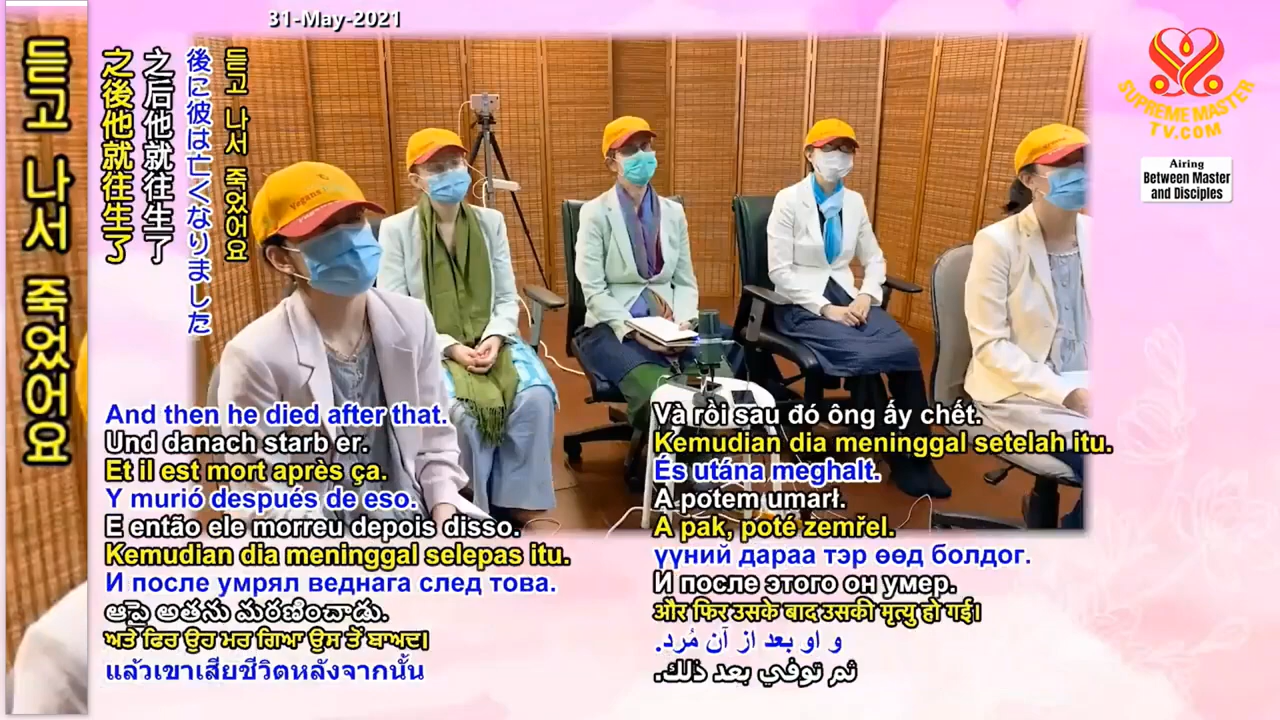 31-May-2021
듣고 나서 죽었어요
之後他就往生了
之后他就往生了
後に彼は亡くなりました
듣고 나서 죽었어요
SUPREME MASTER
TV.COM
Airing
Between Master
and Disciples
Vegans
And then he died after that.
Und danach starb er.
Et il est mort après ça.
Y murió después de eso.
E então ele morreu depois disso.
Kemudian dia meninggal selepas itu.
И после умрял веднага след това.
ఆపై అతను మరణించాడు.
ਅਤੇ ਫਿਰ ਉਹ ਮਰ ਗਿਆ ਉਸ ਤੋਂ ਬਾਅਦ।
แล้วเขาเสียชีวิตหลังจากนั้น
Và rồi sau đó ông ấy chết.
Kemudian dia meninggal setelah itu.
És utána meghalt.
A potem umarł.
A pak, poté zemřel.
үүний дараа тэр өөд болдог.
И после этого он умер.
और फिर उसके बाद उसकी मृत्यु हो गई।
و او بعد از آن مُرد.
ثم توفي بعد ذلك.